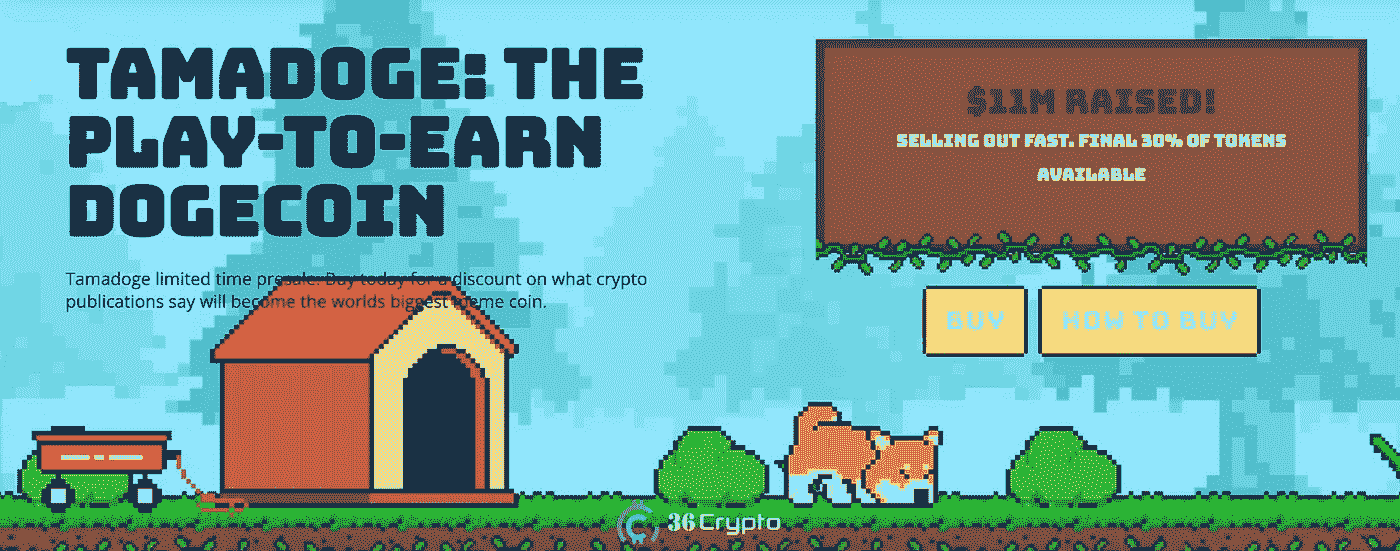 TAMADOGE: THE
PLAY-TO-EARN
DOGECOIN
Tamadoge limited time presale. Buy today for a discount on what crypto
publications say will become the worlds biggest meme coin.
$11M RAISED!
SELLING OUT FAST. FINAL 30% OF TOKENS
AVAILABLE
BUY
HOW TO BUY
36Crypto